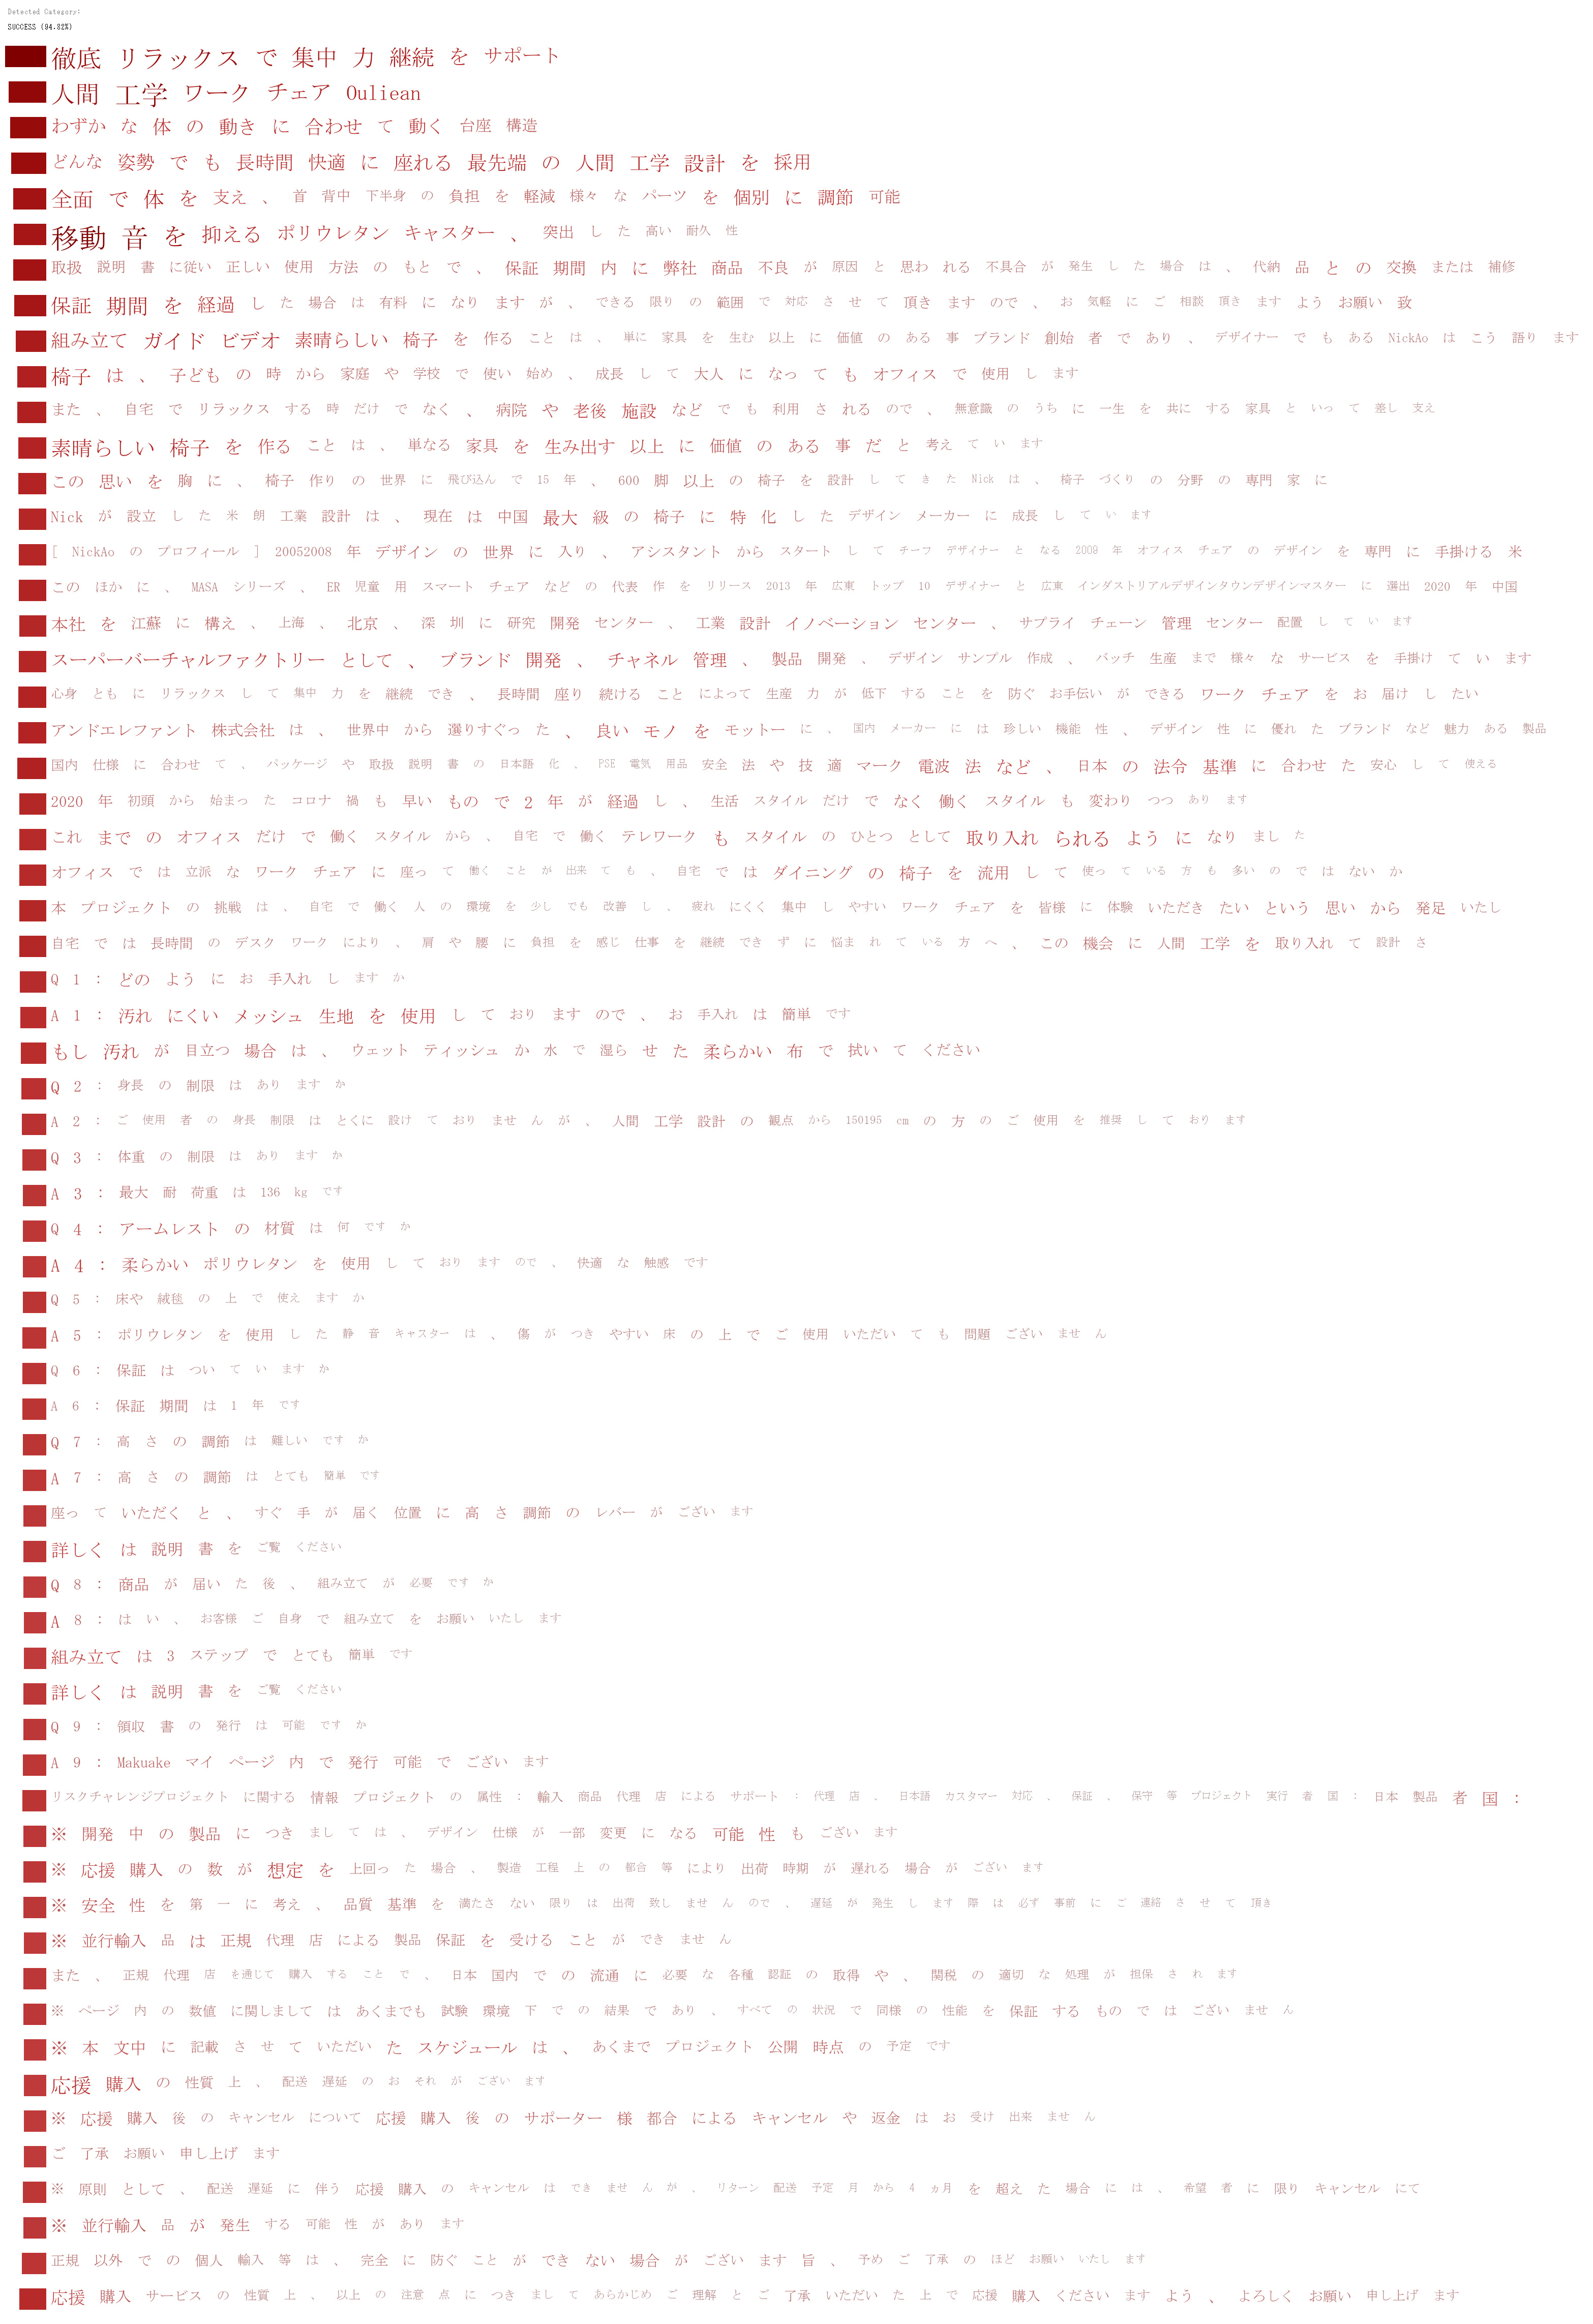 Detected Category:
SUCCESS (94.82%)
徹底 リラックス で 集中 力 継続 を サポート
人間 工学 ワーク チェア Ouliean
わずか な 体 の 動き に 合わせ て 動く 台座 構造
どんな 姿勢 で も 長時間 快適 に 座れる 最先端 の 人間 工学 設計 を 採用
全面 で 体 を 支え 、 首 背中 下半身 の 負担 を 軽減 様々 な パーツ を 個別 に 調節 可能
移動 音 を 抑える ポリウレタン キャスター 、 突出 し た 高い 耐久 性
取扱 説明 書 に従い 正しい 使用 方法 の もと で 、 保証 期間 内 に 弊社 商品 不良 が 原因 と 思わ れる 不具合 が 発生 し た 場合 は 、 代納 品 と の 交換 または 補修
保証 期間 を 経過 し た 場合 は 有料 に なり ます が 、 できる 限り の 範囲 で 対応 さ せ て 頂き ます ので 、 お 気軽 に ご 相談 頂き ます よう お願い 致
組み立て ガイド ビデオ 素晴らしい 椅子 を 作る こと は 、 単に 家具 を 生む 以上 に 価値 の ある 事 ブランド 創始 者 で あり 、 デザイナー で も ある NickAo は こう 語り ます
椅子 は 、 子ども の 時 から 家庭 や 学校 で 使い 始め 、 成長 し て 大人 に なっ て も オフィス で 使用 し ます
また 、 自宅 で リラックス する 時 だけ で なく 、 病院 や 老後 施設 など で も 利用 さ れる ので 、 無意識 の うち に 一生 を 共に する 家具 と いっ て 差し 支え
素晴らしい 椅子 を 作る こと は 、 単なる 家具 を 生み出す 以上 に 価値 の ある 事 だ と 考え て い ます
この 思い を 胸 に 、 椅子 作り の 世界 に 飛び込ん で 15 年 、 600 脚 以上 の 椅子 を 設計 し て き た Nick は 、 椅子 づくり の 分野 の 専門 家 に
Nick が 設立 し た 米 朗 工業 設計 は 、 現在 は 中国 最大 級 の 椅子 に 特 化 し た デザイン メーカー に 成長 し て い ます
[ NickAo の プロフィール ] 20052008 年 デザイン の 世界 に 入り 、 アシスタント から スタート し て チーフ デザイナー と なる 2009 年 オフィス チェア の デザイン を 専門 に 手掛ける 米
この ほか に 、 MASA シリーズ 、 ER 児童 用 スマート チェア など の 代表 作 を リリース 2013 年 広東 トップ 10 デザイナー と 広東 インダストリアルデザインタウンデザインマスター に 選出 2020 年 中国
本社 を 江蘇 に 構え 、 上海 、 北京 、 深 圳 に 研究 開発 センター 、 工業 設計 イノベーション センター 、 サプライ チェーン 管理 センター 配置 し て い ます
スーパーバーチャルファクトリー として 、 ブランド 開発 、 チャネル 管理 、 製品 開発 、 デザイン サンプル 作成 、 バッチ 生産 まで 様々 な サービス を 手掛け て い ます
心身 ともに リラックス し て 集中 力 を 継続 でき 、 長時間 座り 続ける こと によって 生産 力 が 低下 する こと を 防ぐ お手伝い が できる ワーク チェア を お 届け し たい
アンドエレファント 株式会社 は 、 世界中 から 選りすぐっ た 、 良い モノ を モットー に 、 国内 メーカー に は 珍しい 機能 性 、 デザイン 性 に 優れ た ブランド など 魅力 ある 製品
国内 仕様 に 合わせ て 、 パッケージ や 取扱 説明 書 の 日本語 化 、 PSE 電気 用品 安全 法 や 技 適 マーク 電波 法 など 、 日本 の 法令 基準 に 合わせ た 安心 し て 使える
2020 年 初頭 から 始まっ た コロナ 禍 も 早い もの で 2 年 が 経過 し 、 生活 スタイル だけ で なく 働く スタイル も 変わり つつ あり ます
これ まで の オフィス だけ で 働く スタイル から 、 自宅 で 働く テレワーク も スタイル の ひとつ として 取り入れ られる よう に なり まし た
オフィス で は 立派 な ワーク チェア に 座っ て 働く こと が 出来 て も 、 自宅 で は ダイニング の 椅子 を 流用 し て 使っ て いる 方 も 多い の で は ない か
本 プロジェクト の 挑戦 は 、 自宅 で 働く 人 の 環境 を 少し でも 改善 し 、 疲れ にくく 集中 し やすい ワーク チェア を 皆様 に 体験 いただき たい という 思い から 発足 いたし
自宅 で は 長時間 の デスク ワーク により 、 肩 や 腰 に 負担 を 感じ 仕事 を 継続 でき ず に 悩ま れ て いる 方 へ 、 この 機会 に 人間 工学 を 取り入れ て 設計 さ
Q 1 : どの よう に お 手入れ し ます か
A 1 : 汚れ にくい メッシュ 生地 を 使用 し て おり ます ので 、 お 手入れ は 簡単 です
もし 汚れ が 目立つ 場合 は 、 ウェット ティッシュ か 水 で 湿ら せ た 柔らかい 布 で 拭い て ください
Q 2 : 身長 の 制限 は あり ます か
A 2 : ご 使用 者 の 身長 制限 は とくに 設け て おり ませ ん が 、 人間 工学 設計 の 観点 から 150195 cm の 方 の ご 使用 を 推奨 し て おり ます
Q 3 : 体重 の 制限 は あり ます か
A 3 : 最大 耐 荷重 は 136 kg です
Q 4 : アームレスト の 材質 は 何 です か
A 4 : 柔らかい ポリウレタン を 使用 し て おり ます ので 、 快適 な 触感 です
Q 5 : 床や 絨毯 の 上 で 使え ます か
A 5 : ポリウレタン を 使用 し た 静 音 キャスター は 、 傷 が つき やすい 床 の 上 で ご 使用 いただい て も 問題 ござい ませ ん
Q 6 : 保証 は つい て い ます か
A 6 : 保証 期間 は 1 年 です
Q 7 : 高 さ の 調節 は 難しい です か
A 7 : 高 さ の 調節 は とても 簡単 です
座っ て いただく と 、 すぐ 手 が 届く 位置 に 高 さ 調節 の レバー が ござい ます
詳しく は 説明 書 を ご覧 ください
Q 8 : 商品 が 届い た 後 、 組み立て が 必要 です か
A 8 : は い 、 お客様 ご 自身 で 組み立て を お願い いたし ます
組み立て は 3 ステップ で とても 簡単 です
詳しく は 説明 書 を ご覧 ください
Q 9 : 領収 書 の 発行 は 可能 です か
A 9 : Makuake マイ ページ 内 で 発行 可能 で ござい ます
リスクチャレンジプロジェクト に関する 情報 プロジェクト の 属性 : 輸入 商品 代理 店 による サポート : 代理 店 、 日本語 カスタマー 対応 、 保証 、 保守 等 プロジェクト 実行 者 国 : 日本 製品 者 国 :
※ 開発 中 の 製品 に つき まし て は 、 デザイン 仕様 が 一部 変更 に なる 可能 性 も ござい ます
※ 応援 購入 の 数 が 想定 を 上回っ た 場合 、 製造 工程 上 の 都合 等 により 出荷 時期 が 遅れる 場合 が ござい ます
※ 安全 性 を 第 一 に 考え 、 品質 基準 を 満たさ ない 限り は 出荷 致し ませ ん ので 、 遅延 が 発生 し ます 際 は 必ず 事前 に ご 連絡 さ せ て 頂き
※ 並行輸入 品 は 正規 代理 店 による 製品 保証 を 受ける こと が でき ませ ん
また 、 正規 代理 店 を通じて 購入 する こと で 、 日本 国内 で の 流通 に 必要 な 各種 認証 の 取得 や 、 関税 の 適切 な 処理 が 担保 さ れ ます
※ ページ 内 の 数値 に関しまして は あくまでも 試験 環境 下 で の 結果 で あり 、 すべて の 状況 で 同様 の 性能 を 保証 する もの で は ござい ませ ん
※ 本 文中 に 記載 さ せ て いただい た スケジュール は 、 あくまで プロジェクト 公開 時点 の 予定 です
応援 購入 の 性質 上 、 配送 遅延 の お それ が ござい ます
※ 応援 購入 後 の キャンセル について 応援 購入 後 の サポーター 様 都合 による キャンセル や 返金 は お 受け 出来 ませ ん
ご 了承 お願い 申し上げ ます
※ 原則 として 、 配送 遅延 に 伴う 応援 購入 の キャンセル は でき ませ ん が 、 リターン 配送 予定 月 から 4 ヵ月 を 超え た 場合 に は 、 希望 者 に 限り キャンセル にて
※ 並行輸入 品 が 発生 する 可能 性 が あり ます
正規 以外 で の 個人 輸入 等 は 、 完全 に 防ぐ こと が でき ない 場合 が ござい ます 旨 、 予め ご 了承 の ほど お願い いたし ます
応援 購入 サービス の 性質 上 、 以上 の 注意 点 に つき まし て あらかじめ ご 理解 と ご 了承 いただい た 上 で 応援 購入 ください ます よう 、 よろしく お願い 申し上げ ます